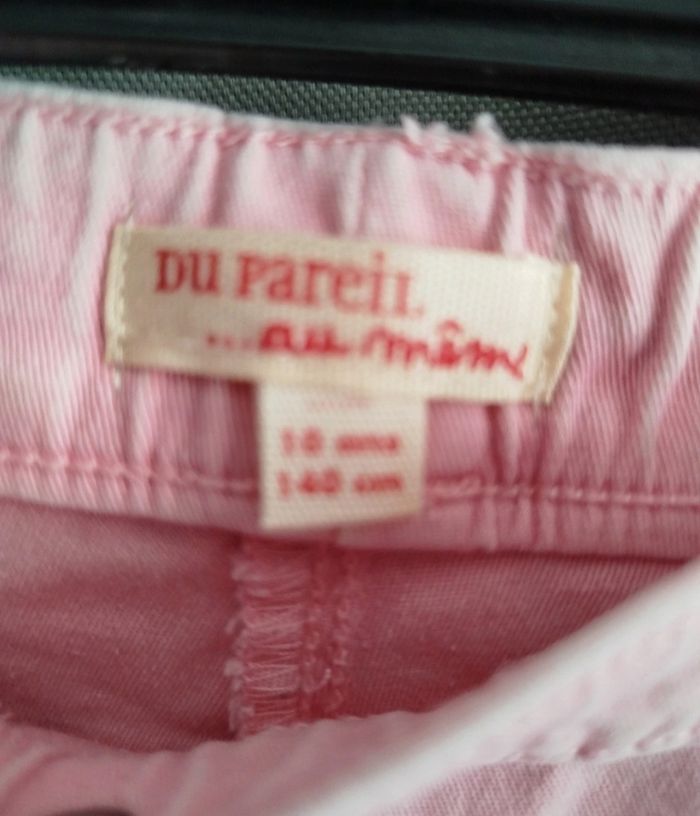 DU PAREIL
...au même
10 ans
140 cm